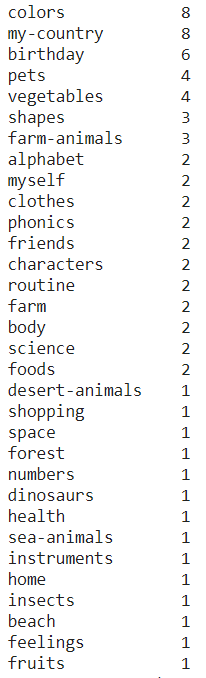 colors 8
my-country 8
birthday 6
pets 4
vegetables 4
shapes 3
farm-animals 3
alphabet 2
myself 2
clothes 2
phonics 2
friends 2
characters 2
routine 2
farm 2
body 2
science 2
foods 2
desert-animals 1
shopping 1
space 1
forest 1
numbers 1
dinosaurs 1
health 1
sea-animals 1
instruments 1
home 1
insects 1
beach 1
feelings 1
fruits 1